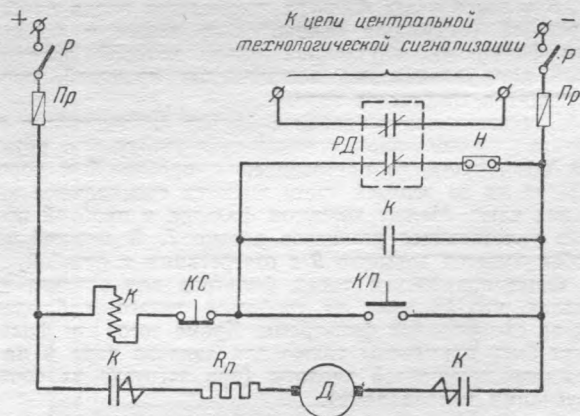 К цепи центральной
технологической сигнализации
+
−
Р
Р
Пр
Пр
РД
Н
К
К
КС
КП
К
Rп
Д
К